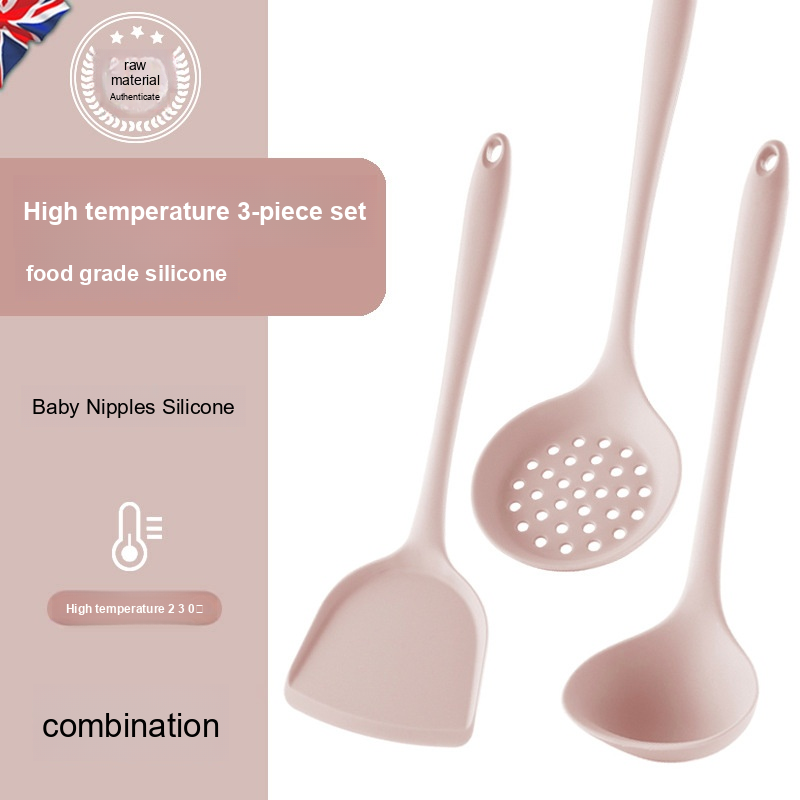 raw
material
Authenticate
High temperature 3-piece set
food grade silicone
Baby Nipples Silicone
High temperature 2 3 0□
combination